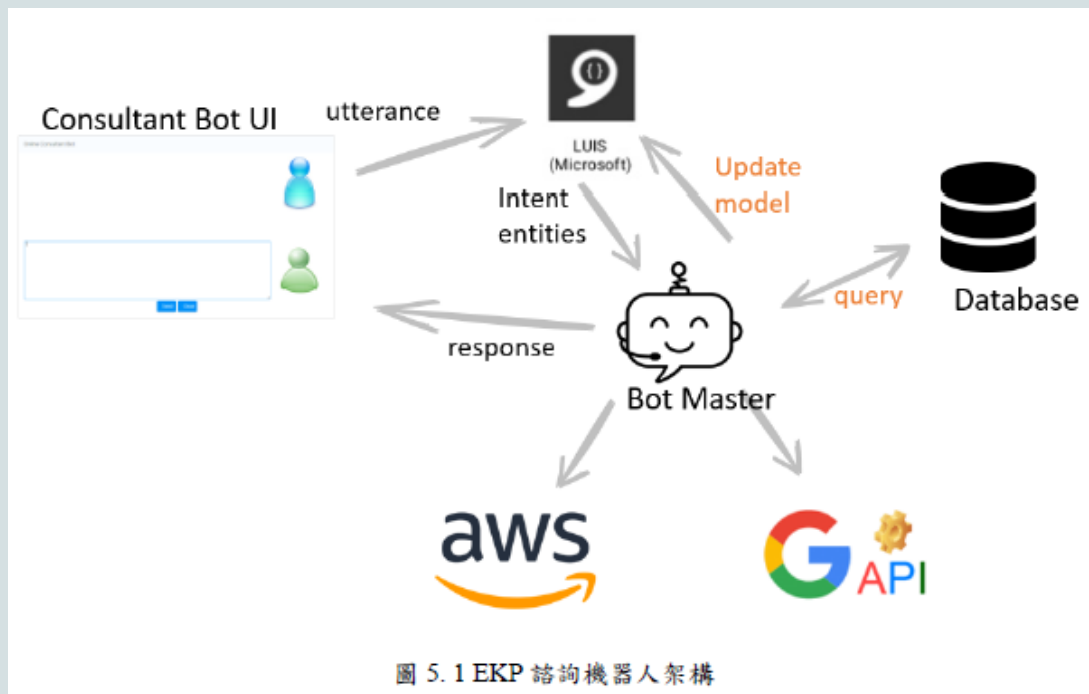 Consultant Bot UI
utterance
LUIS
(Microsoft)
Intent
entities
Update
model
query
Database
response
Bot Master
aws
G API
圖 5. 1 EKP 諮詢機器人架構